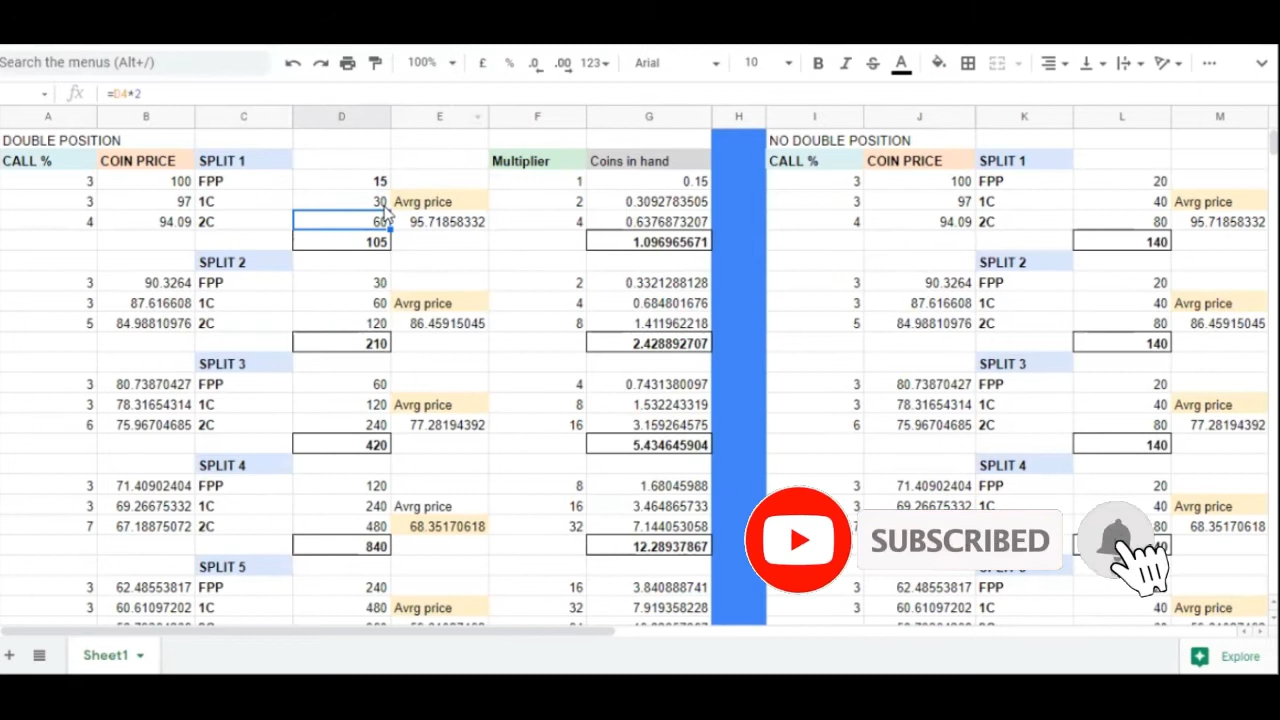 Search the menus (Alt+/)
100%
£
%
.0
.00
123
Arial
10
B
I
S
A
fx
=D4*2
A B C D E F G H I J K L M
DOUBLE POSITION NO DOUBLE POSITION
CALL % COIN PRICE SPLIT 1 Multiplier Coins in hand CALL % COIN PRICE SPLIT 1
3 100 FPP 15 1 0.15 3 100 FPP 20
3 97 1C 30 Avrg price 2 0.3092783505 3 97 1C 40 Avrg price
4 94.09 2C 60 95.71858332 4 0.6376873207 4 94.09 2C 80 95.71858332
105 1.096965671 140
SPLIT 2 SPLIT 2
3 90.3264 FPP 30 2 0.3321288128 3 90.3264 FPP 20
3 87.616608 1C 60 Avrg price 4 0.684801676 3 87.616608 1C 40 Avrg price
5 84.98810976 2C 120 86.45915045 8 1.411962218 5 84.98810976 2C 80 86.45915045
210 2.428892707 140
SPLIT 3 SPLIT 3
3 80.73870427 FPP 60 4 0.7431380097 3 80.73870427 FPP 20
3 78.31654314 1C 120 Avrg price 8 1.532243319 3 78.31654314 1C 40 Avrg price
6 75.96704685 2C 240 77.28194392 16 3.159264575 6 75.96704685 2C 80 77.28194392
420 5.434645904 140
SPLIT 4 SPLIT 4
3 71.40902404 FPP 120 8 1.68045988 3 71.40902404 FPP 20
3 69.26675332 1C 240 Avrg price 16 3.464865733 3 69.26675332 1C 40 Avrg price
7 67.18875072 2C 480 68.35170618 32 7.144053058 80 68.35170618
840 12.28937867
SPLIT 5
3 62.48553817 FPP 240 16 3.840888741 3 62.48553817 FPP 20
3 60.61097202 1C 480 Avrg price 32 7.919358228 3 60.61097202 1C 40 Avrg price
SUBSCRIBED
Sheet1
Explore